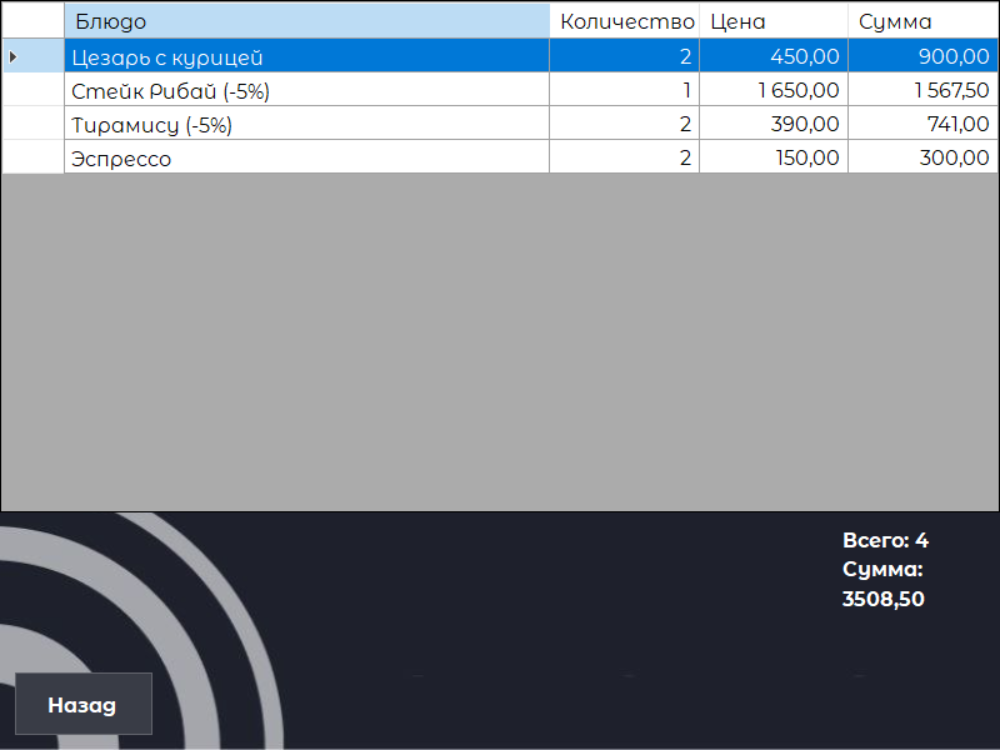 Блюдо Количество Цена Сумма
Цезарь с курицей 2 450,00 900,00
Стейк Рибай (-5%) 1 1 650,00 1 567,50
Тирамису (-5%) 2 390,00 741,00
Эспрессо 2 150,00 300,00
Всего: 4
Сумма:
3508,50
Назад